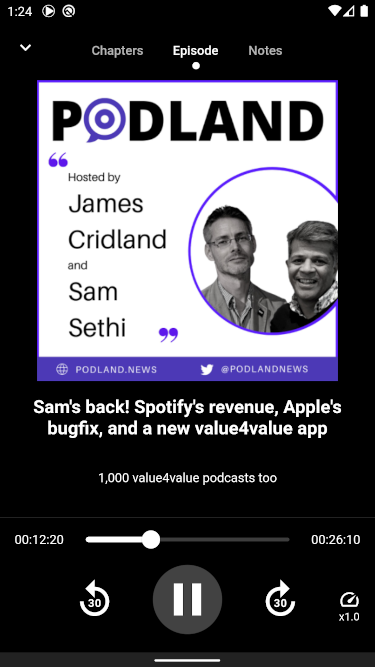 1:24
Chapters Episode Notes
PODLAND
“
Hosted by
James
Cridland
and
Sam
Sethi
”
PODLAND.NEWS @PODLANDNEWS
Sam's back! Spotify's revenue, Apple's
bugfix, and a new value4value app
1,000 value4value podcasts too
00:12:20 00:26:10
30 30
x1.0